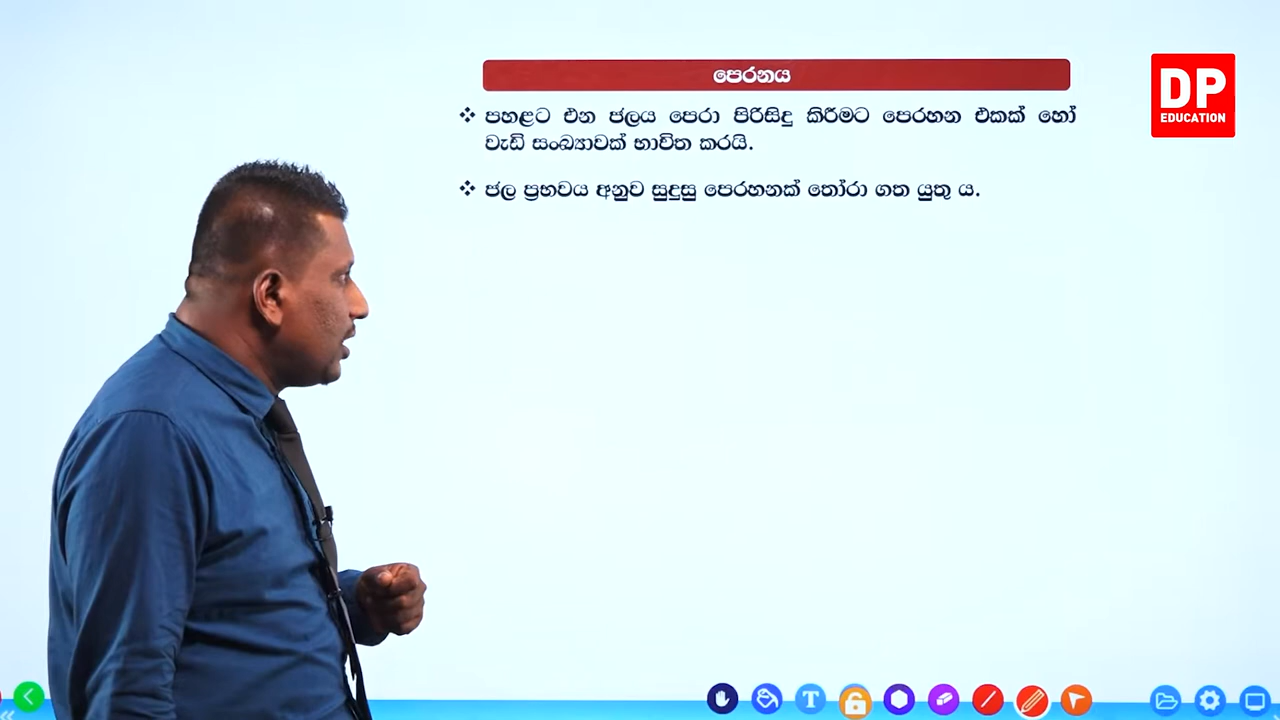 පෙරනය
DP
EDUCATION
❖ පහළට එන ජලය පෙරා පිරිසිදු කිරීමට පෙරහන එකක් හෝ
වැඩි සංඛ්‍යාවක් භාවිත කරයි.
❖ ජල ප්‍රභවය අනුව සුදුසු පෙරහනක් තෝරා ගත යුතු ය.
T